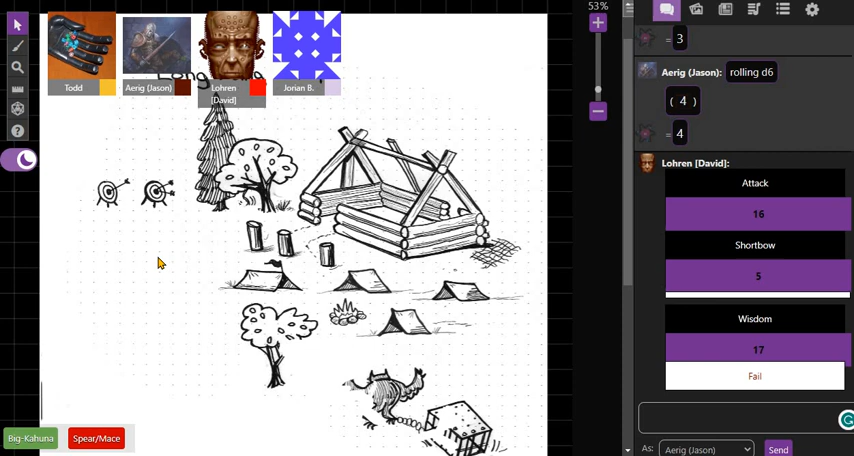 53%
= 3
Aerig (Jason): rolling d6
( 4 )
= 4
Lohren [David]:
Attack
16
Shortbow
5
Wisdom
17
Fail
Todd
Aerig (Jason)
Lohren
[David]
Jorian B.
Big-Kahuna
Spear/Mace
As:
Aerig (Jason)
Send